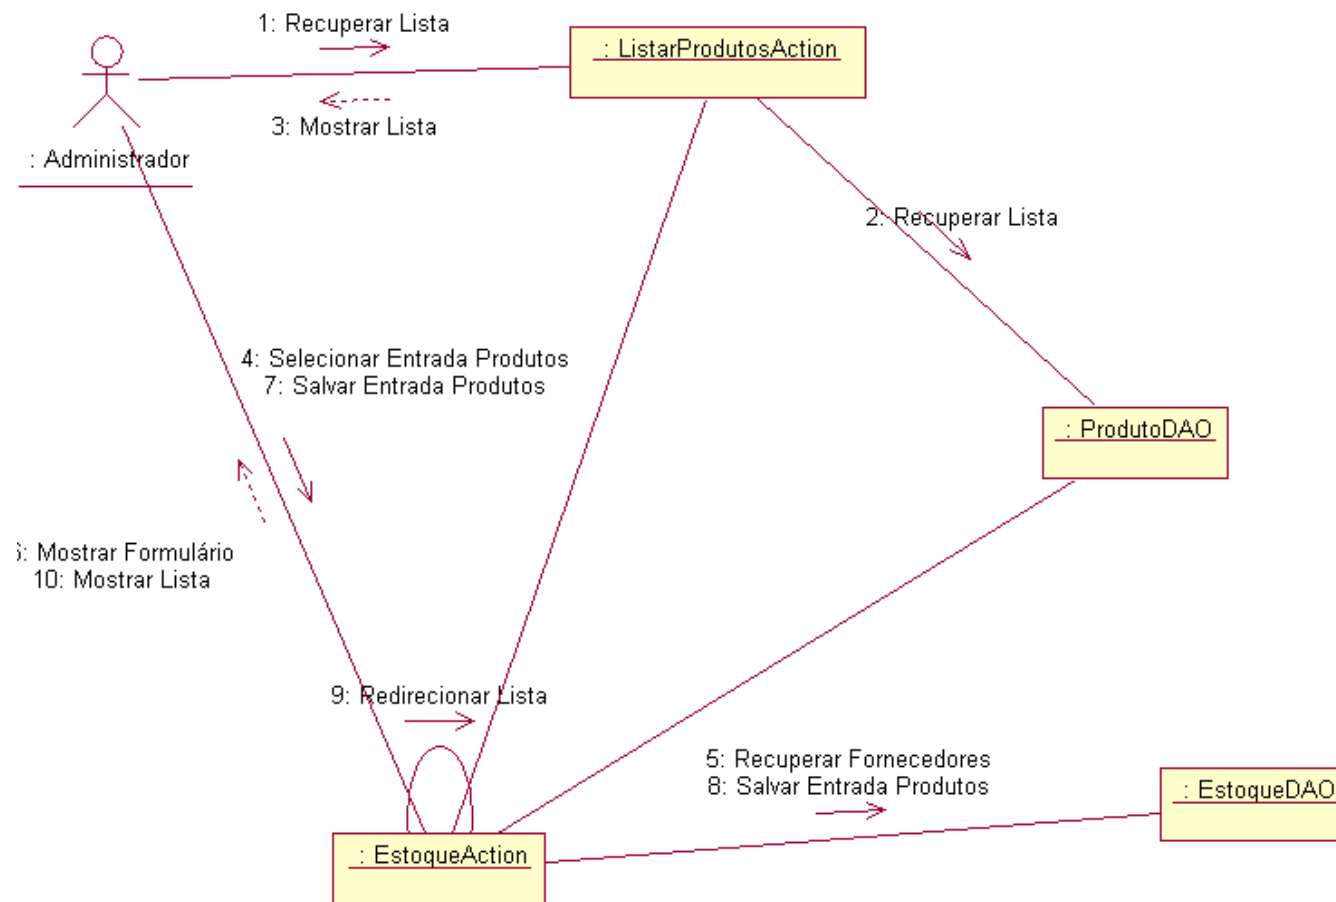 1: Recuperar Lista
: ListarProdutosAction
3: Mostrar Lista
: Administrador
2: Recuperar Lista
4: Selecionar Entrada Produtos
7: Salvar Entrada Produtos
: ProdutoDAO
6: Mostrar Formulário
10: Mostrar Lista
9: Redirecionar Lista
5: Recuperar Fornecedores
8: Salvar Entrada Produtos
: EstoqueDAO
: EstoqueAction